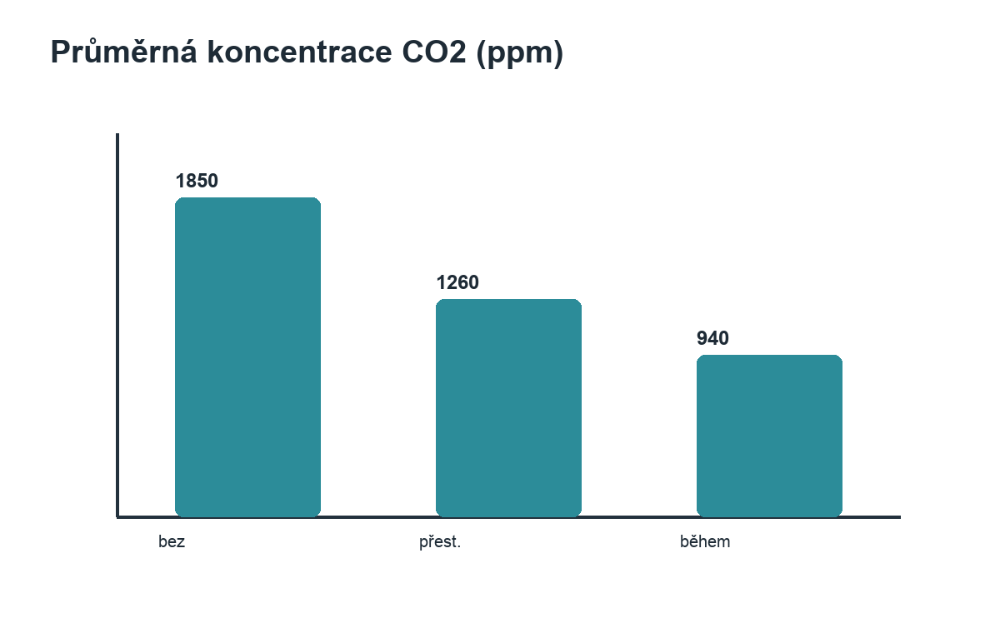 Průměrná koncentrace CO2 (ppm)
1850
1260
940
bez
přest.
během